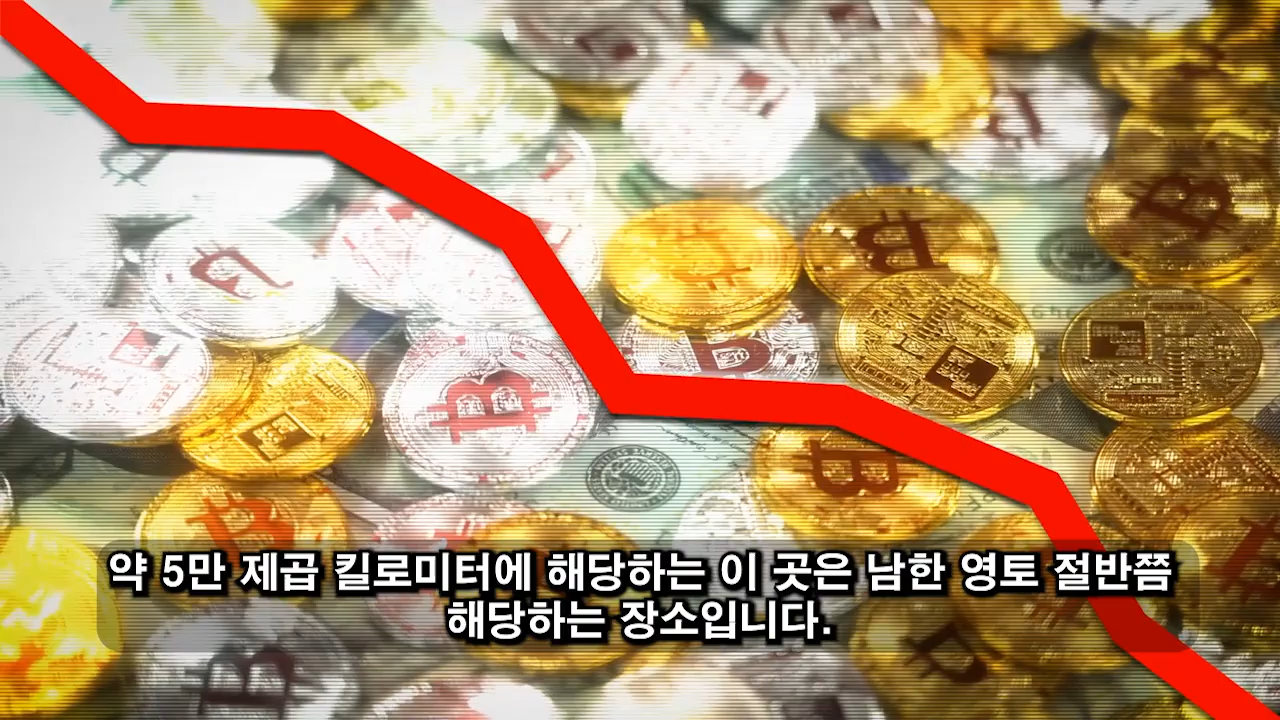 약 5만 제곱 킬로미터에 해당하는 이 곳은 남한 영토 절반쯤
해당하는 장소입니다.